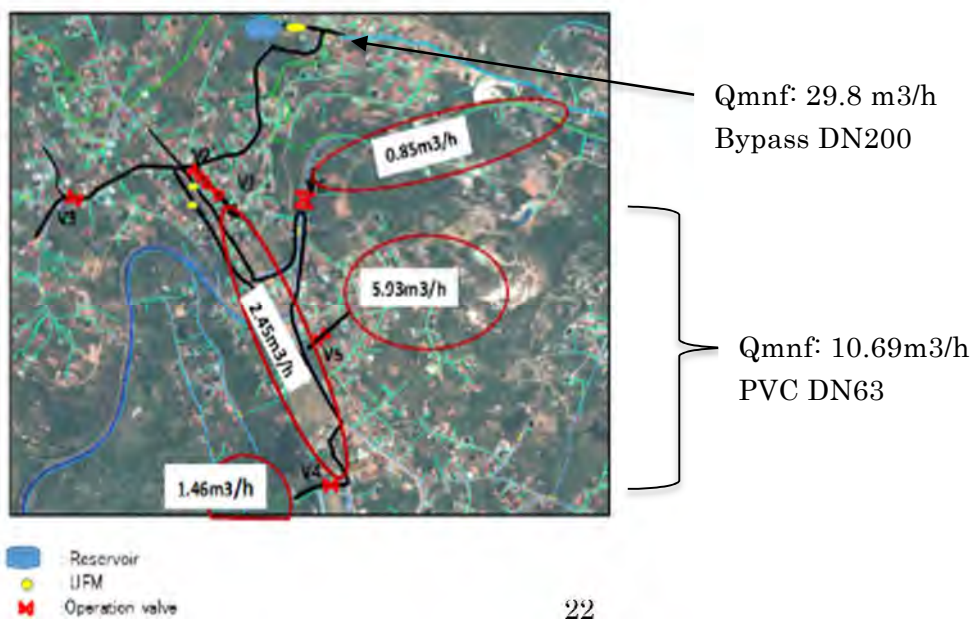 Qmnf: 29.8 m3/h
Bypass DN200
0.85m3/h
V2
V3
5.93m3/h
2.45m3/h
V5
Qmnf: 10.69m3/h
PVC DN63
V4
1.46m3/h
Reservoir
UFM
Operation valve
22